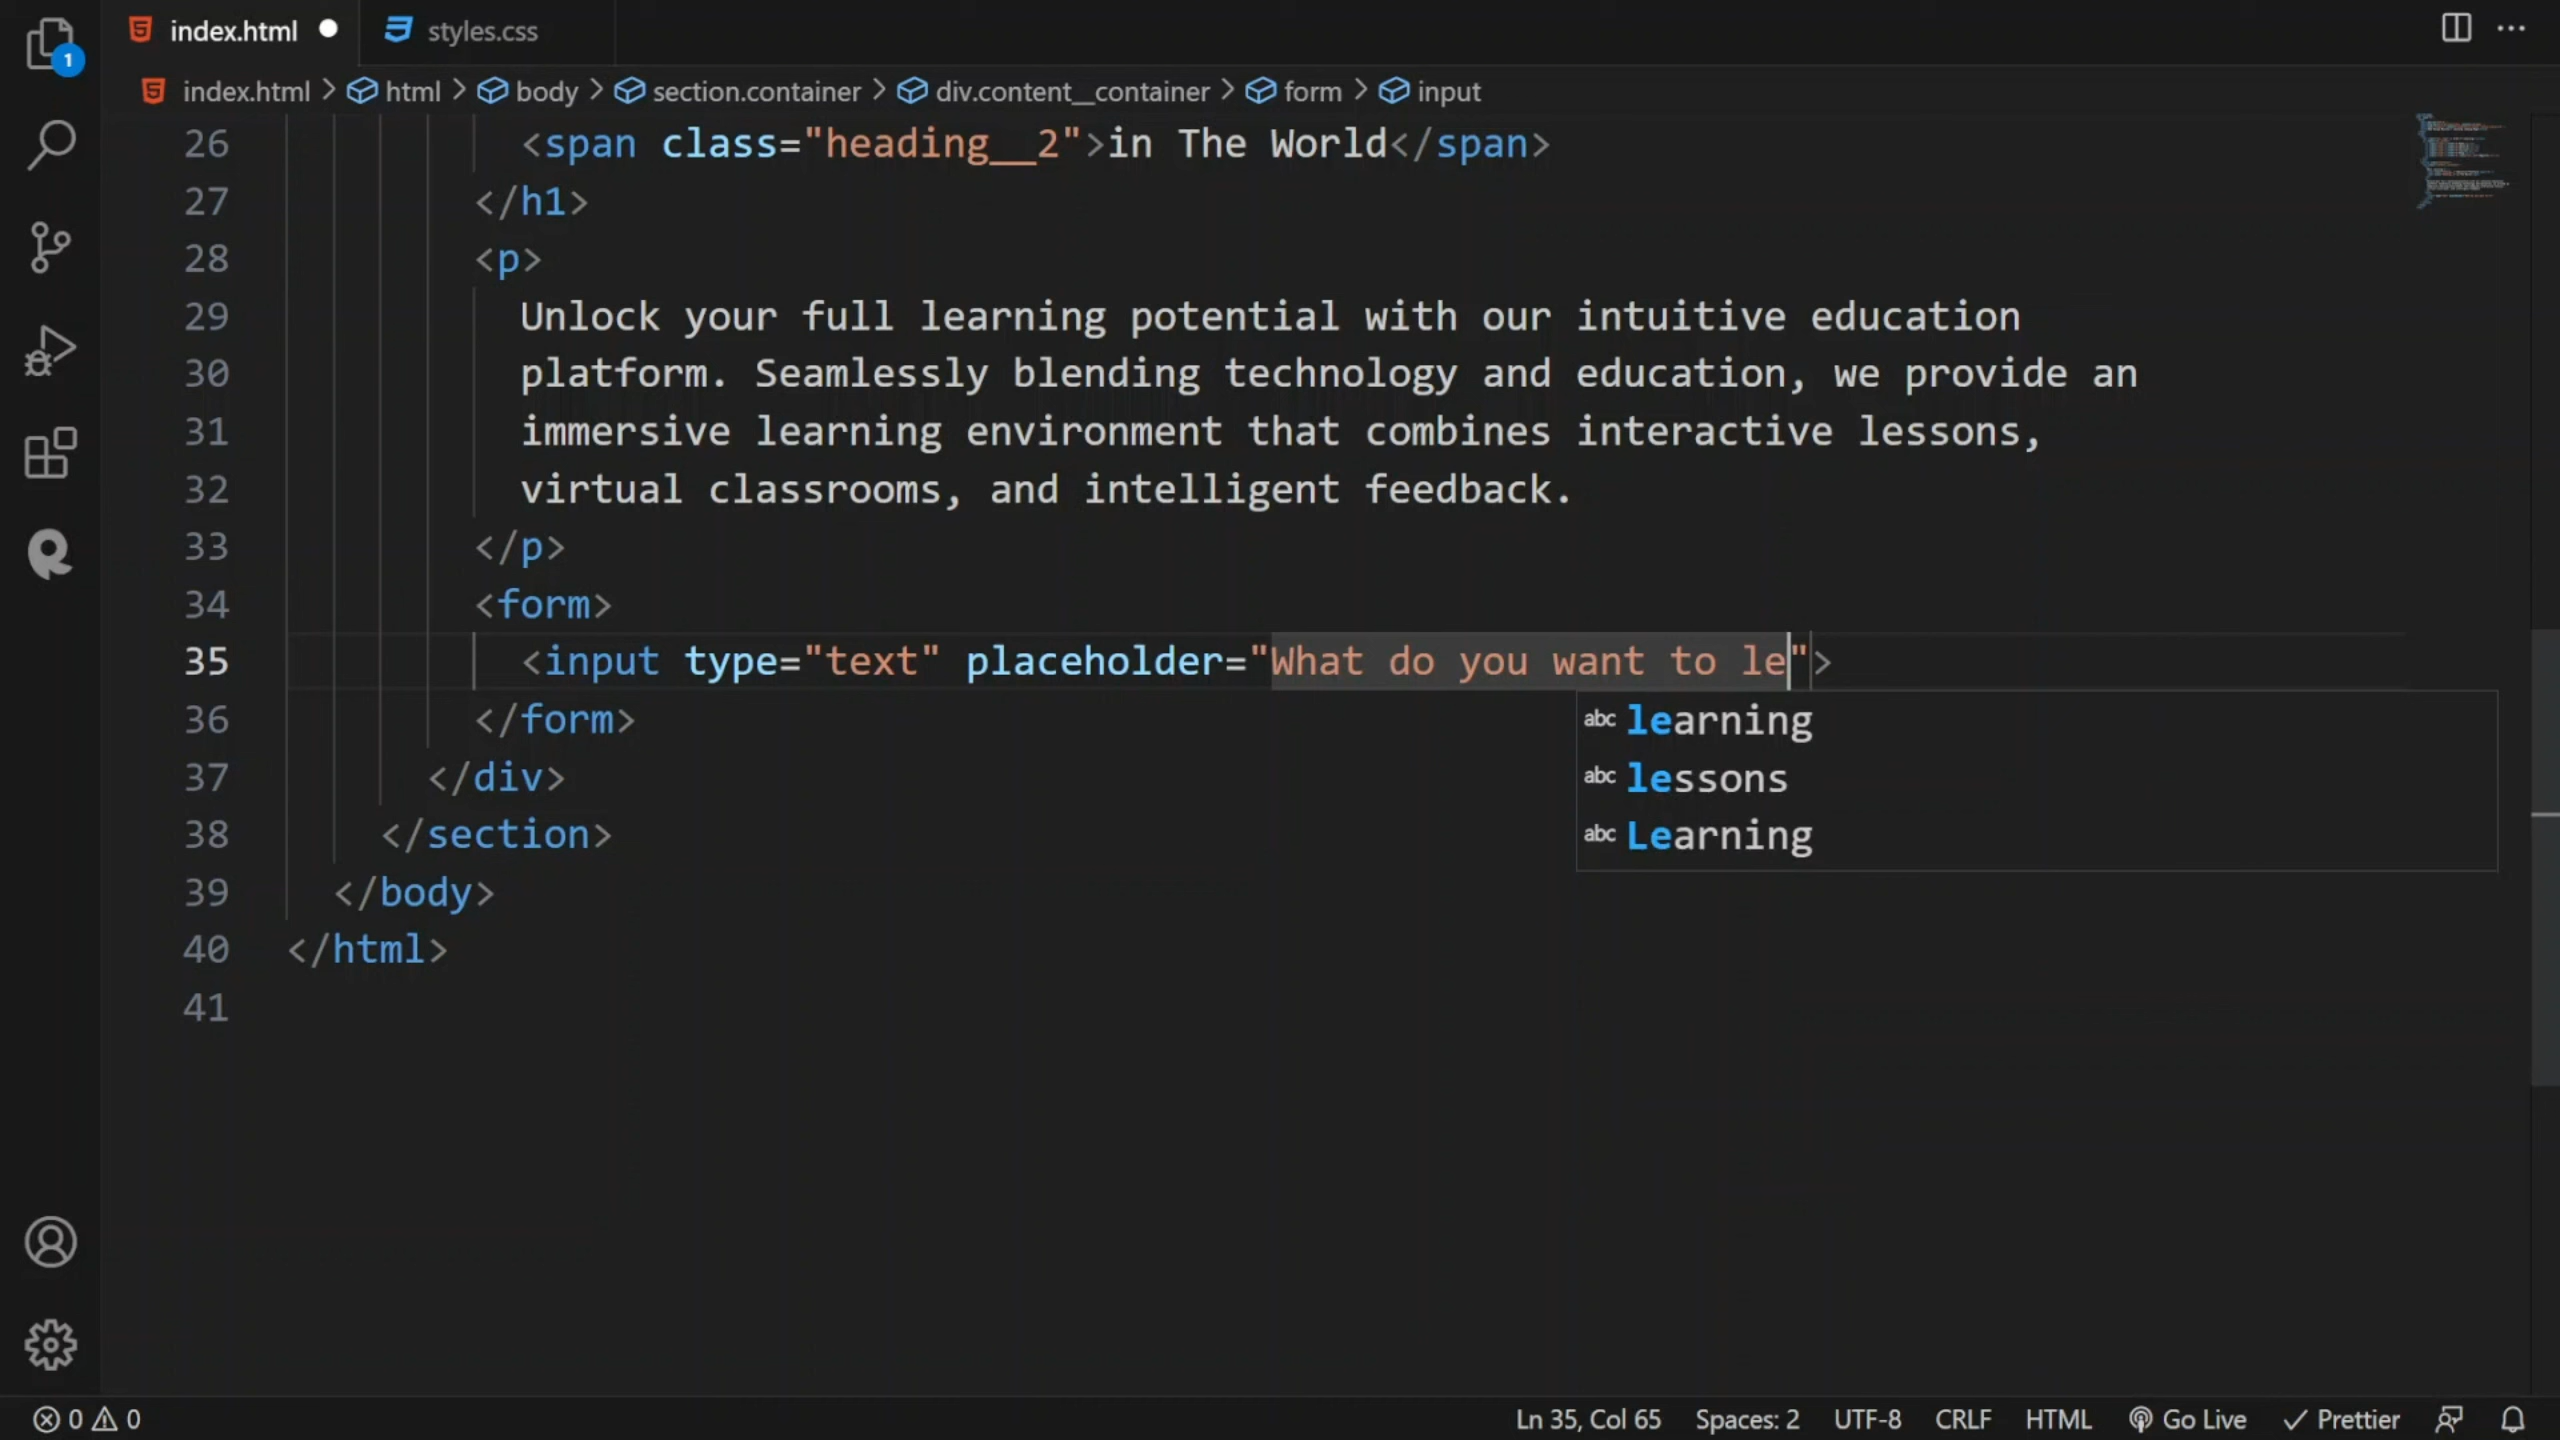 index.html styles.css
1
index.html > html > body > section.container > div.content__container > form > input
26 <span class="heading__2">in The World</span>
27 </h1>
28 <p>
29 Unlock your full learning potential with our intuitive education
30 platform. Seamlessly blending technology and education, we provide an
31 immersive learning environment that combines interactive lessons,
32 virtual classrooms, and intelligent feedback.
33 </p>
34 <form>
35 <input type="text" placeholder="What do you want to le">
36 </form>
abc learning
37 </div>
abc lessons
38 </section>
abc Learning
39 </body>
40 </html>
41
0 0 Ln 35, Col 65 Spaces: 2 UTF-8 CRLF HTML Go Live Prettier